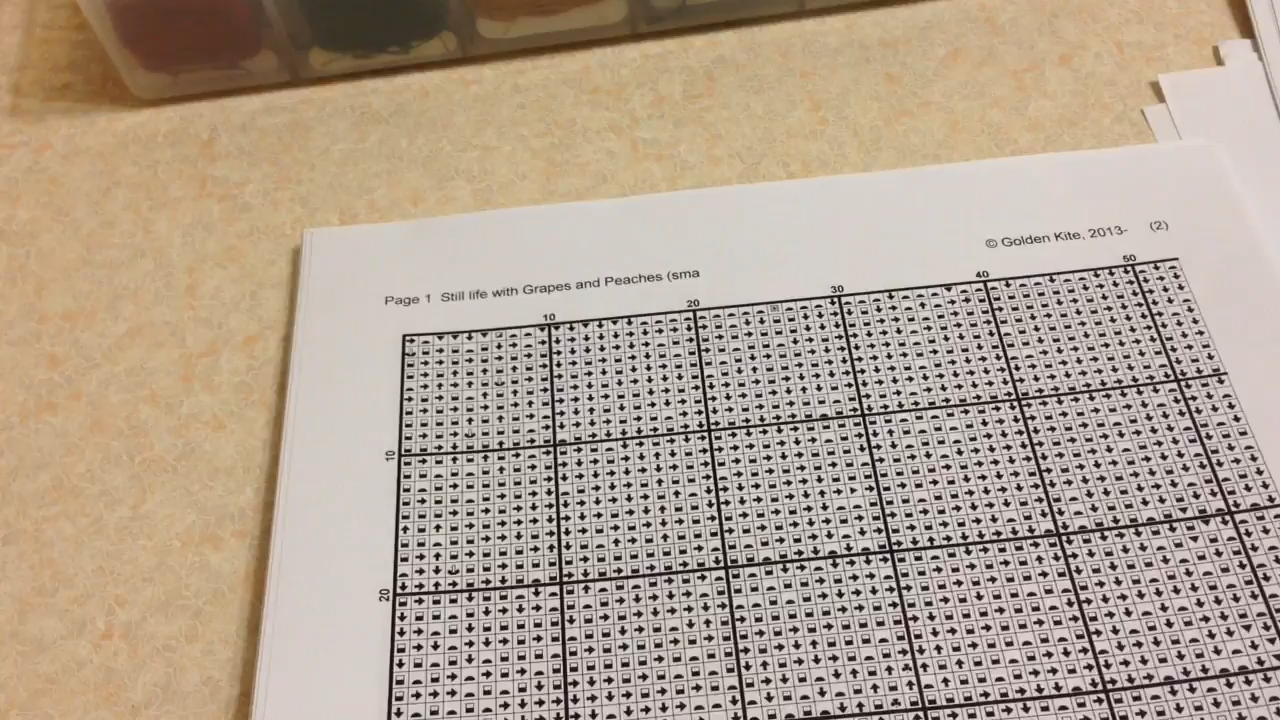 © Golden Kite, 2013- (2)
Page 1 Still life with Grapes and Peaches (sma
10 20 30 40 50
10
20